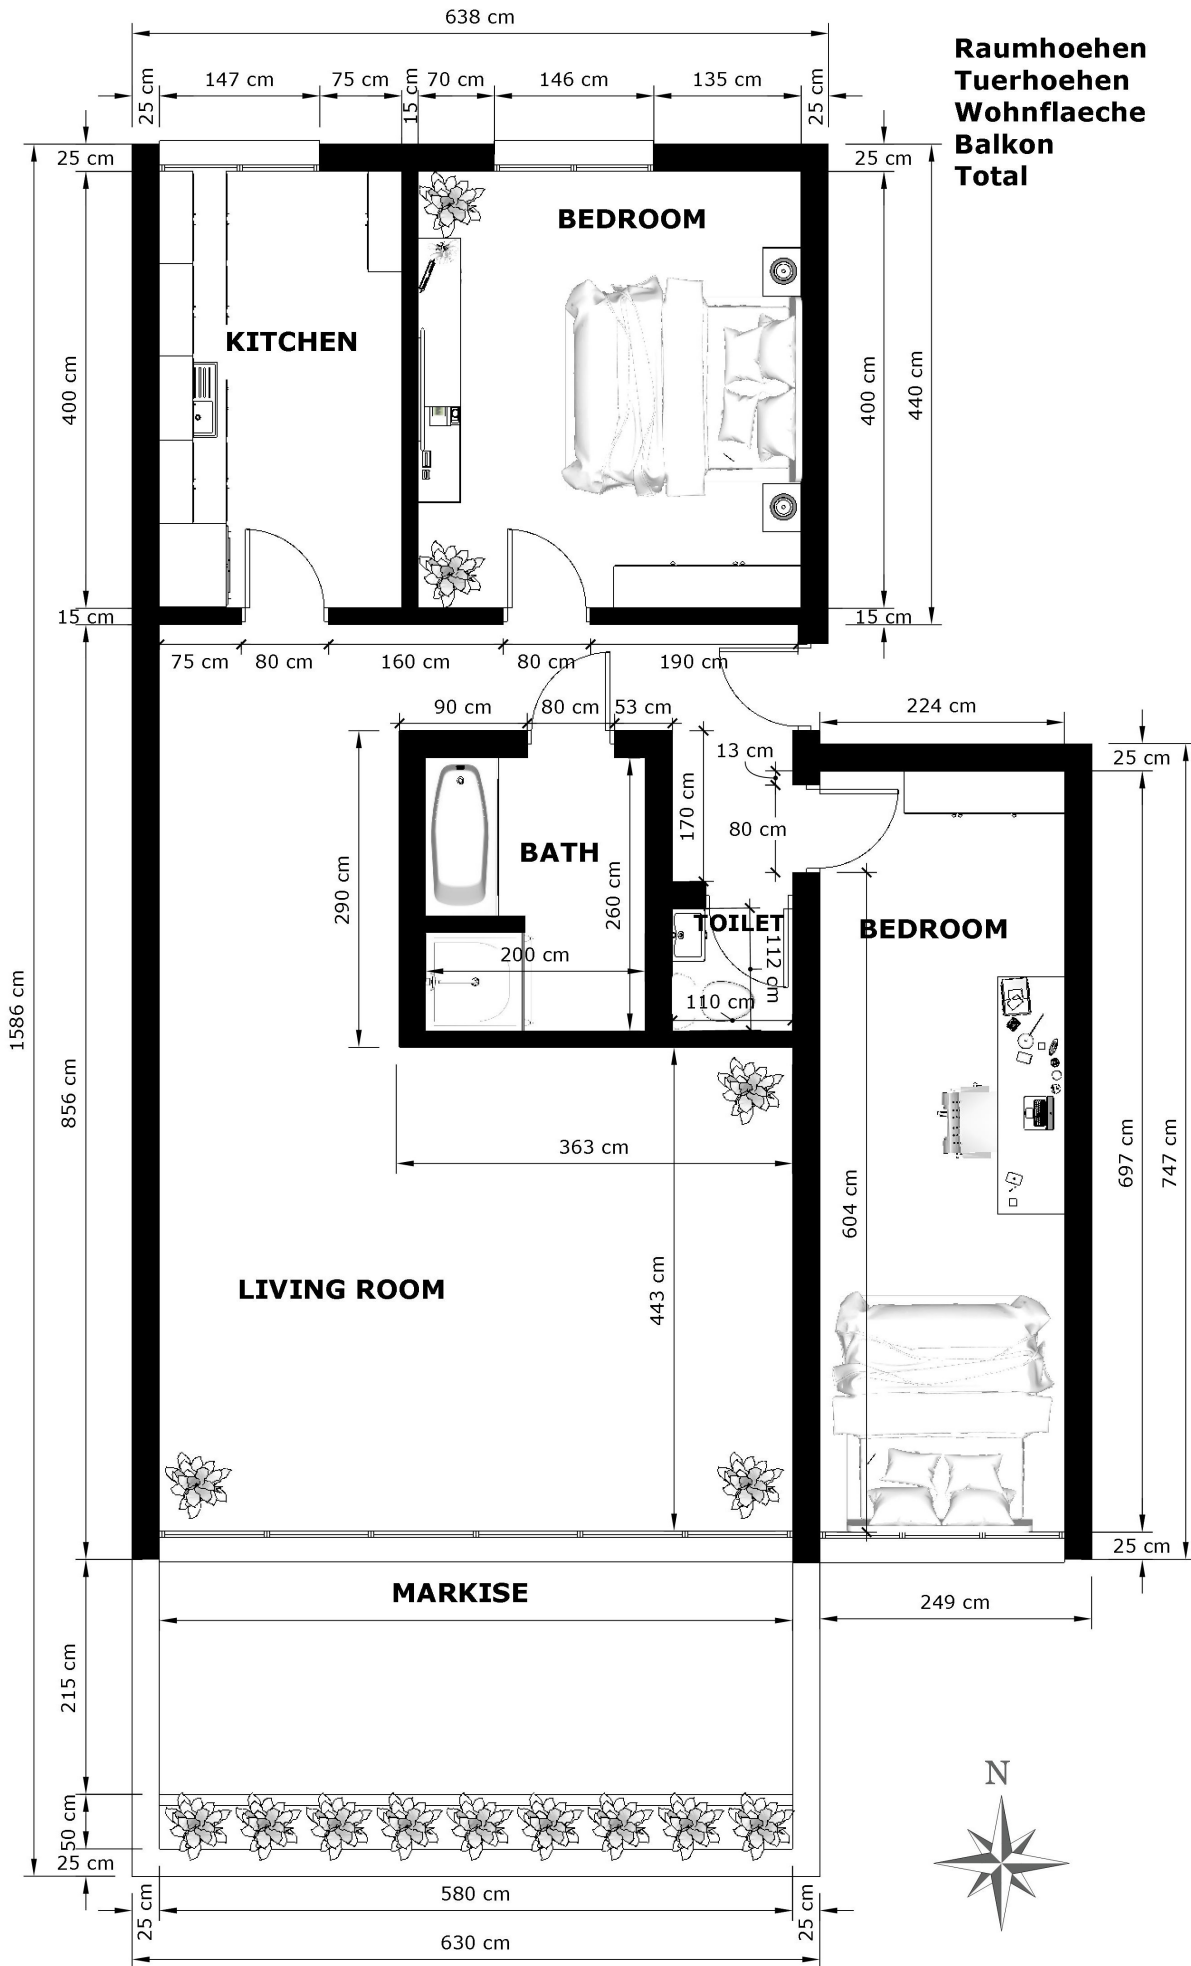 638 cm
Raumhoehen
Tuerhoehen
Wohnflaeche
Balkon
Total
25 cm
147 cm
75 cm
15 cm
70 cm
146 cm
135 cm
25 cm
25 cm
25 cm
BEDROOM
KITCHEN
400 cm
400 cm
440 cm
15 cm
15 cm
75 cm
80 cm
160 cm
80 cm
190 cm
90 cm
80 cm
53 cm
224 cm
13 cm
25 cm
170 cm
80 cm
BATH
290 cm
260 cm
TOILET
BEDROOM
200 cm
112 cm
110 cm
1586 cm
856 cm
363 cm
697 cm
747 cm
604 cm
443 cm
LIVING ROOM
25 cm
MARKISE
249 cm
215 cm
N
50 cm
25 cm
580 cm
25 cm
25 cm
630 cm